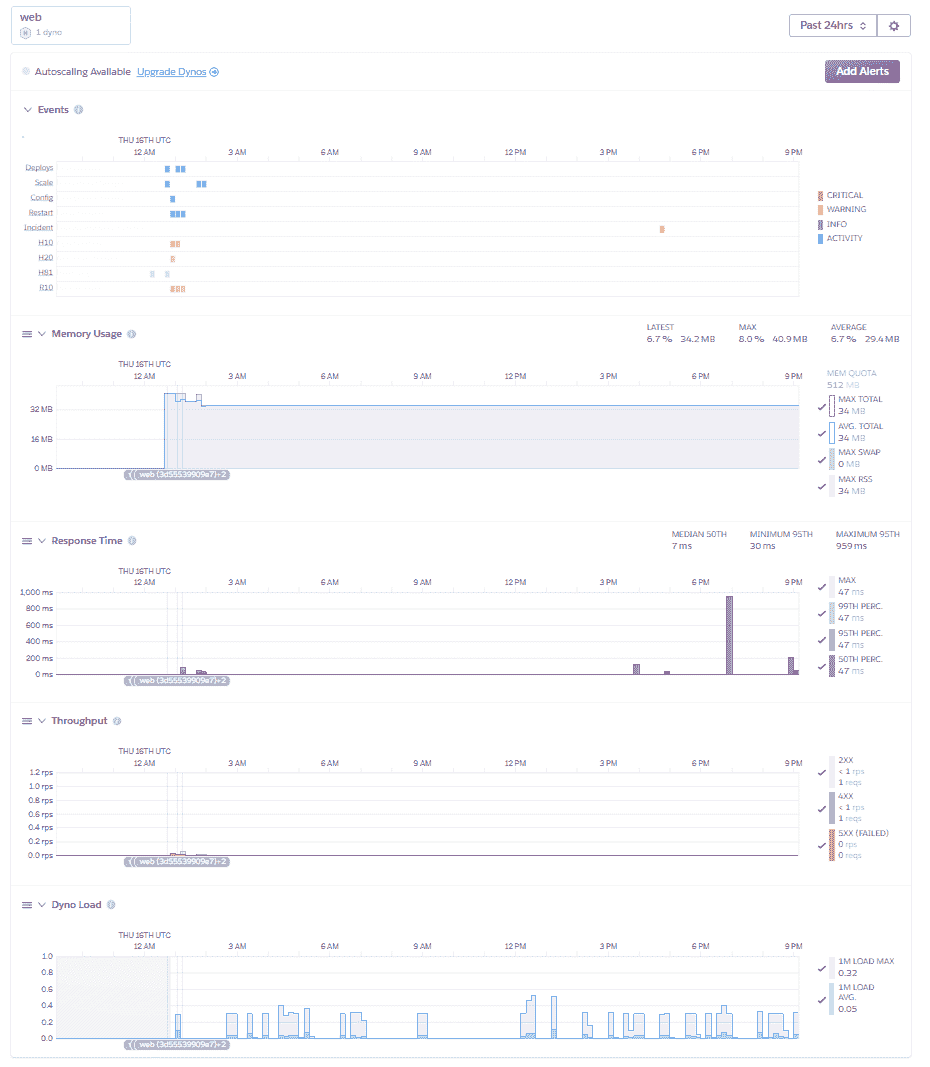 web
1 dyno
Past 24hrs
Autoscaling Available Upgrade Dynos
Add Alerts
Events
THU 16TH UTC
12 AM 3 AM 6 AM 9 AM 12 PM 3 PM 6 PM 9 PM
Deploys
Scale
Config
Restart
Incident
H10
H20
H81
R10
CRITICAL
WARNING
INFO
ACTIVITY
Memory Usage
LATEST MAX AVERAGE
6.7 % 34.2 MB 8.0 % 40.9 MB 6.7 % 29.4 MB
THU 16TH UTC
12 AM 3 AM 6 AM 9 AM 12 PM 3 PM 6 PM 9 PM
32 MB
16 MB
0 MB
web (3d55539909e7)+2
MEM QUOTA
512 MB
MAX TOTAL
34 MB
AVG. TOTAL
34 MB
MAX SWAP
0 MB
MAX RSS
34 MB
Response Time
MEDIAN 50TH MINIMUM 95TH MAXIMUM 95TH
7 ms 30 ms 959 ms
THU 16TH UTC
12 AM 3 AM 6 AM 9 AM 12 PM 3 PM 6 PM 9 PM
1,000 ms
800 ms
600 ms
400 ms
200 ms
0 ms
web (3d55539909e7)+2
MAX
47 ms
99TH PERC.
47 ms
95TH PERC.
47 ms
50TH PERC.
47 ms
Throughput
THU 16TH UTC
12 AM 3 AM 6 AM 9 AM 12 PM 3 PM 6 PM 9 PM
1.2 rps
1.0 rps
0.8 rps
0.6 rps
0.4 rps
0.2 rps
0.0 rps
web (3d55539909e7)+2
2XX
< 1 rps
1 reqs
4XX
< 1 rps
1 reqs
5XX (FAILED)
0 rps
0 reqs
Dyno Load
THU 16TH UTC
12 AM 3 AM 6 AM 9 AM 12 PM 3 PM 6 PM 9 PM
1.0
0.8
0.6
0.4
0.2
0.0
web (3d55539909e7)+2
1M LOAD MAX
0.32
1M LOAD
AVG.
0.05